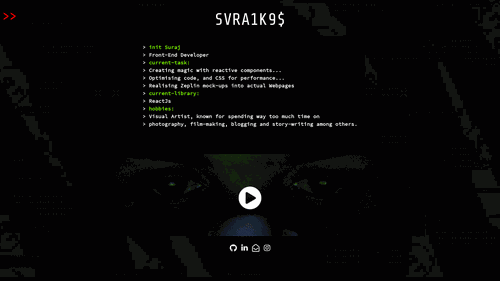 >>
SVRA1K9$
> init Suraj
> Front-End Developer
> current-task:
> Creating magic with reactive components...
> Optimising code, and CSS for performance...
> Realising Zeplin mock-ups into actual Webpages
> current-library:
> ReactJs
> hobbies:
> Visual Artist, known for spending way too much time on
> photography, film-making, blogging and story-writing among others.